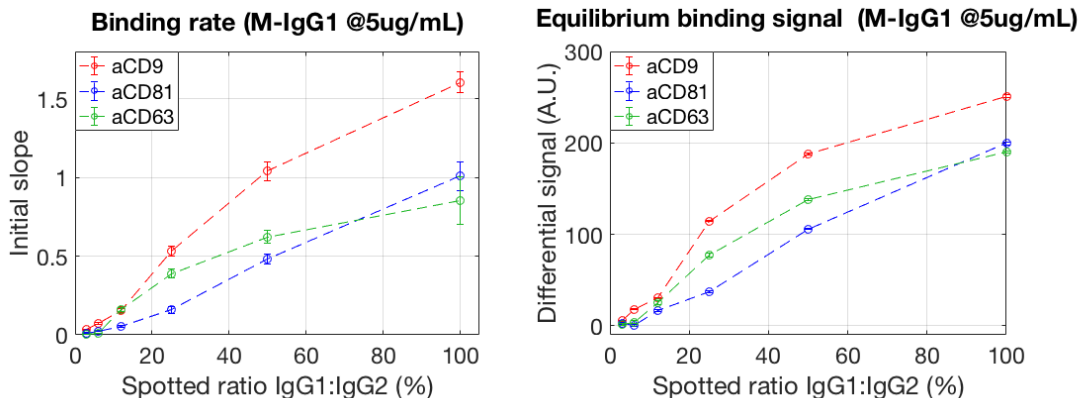 Binding rate (M-IgG1 @5ug/mL)
aCD9
aCD81
aCD63
1.5
1
0.5
0
Initial slope
0 20 40 60 80 100
Spotted ratio IgG1:IgG2 (%)
Equilibrium binding signal (M-IgG1 @5ug/mL)
aCD9
aCD81
aCD63
300
200
100
0
Differential signal (A.U.)
0 20 40 60 80 100
Spotted ratio IgG1:IgG2 (%)